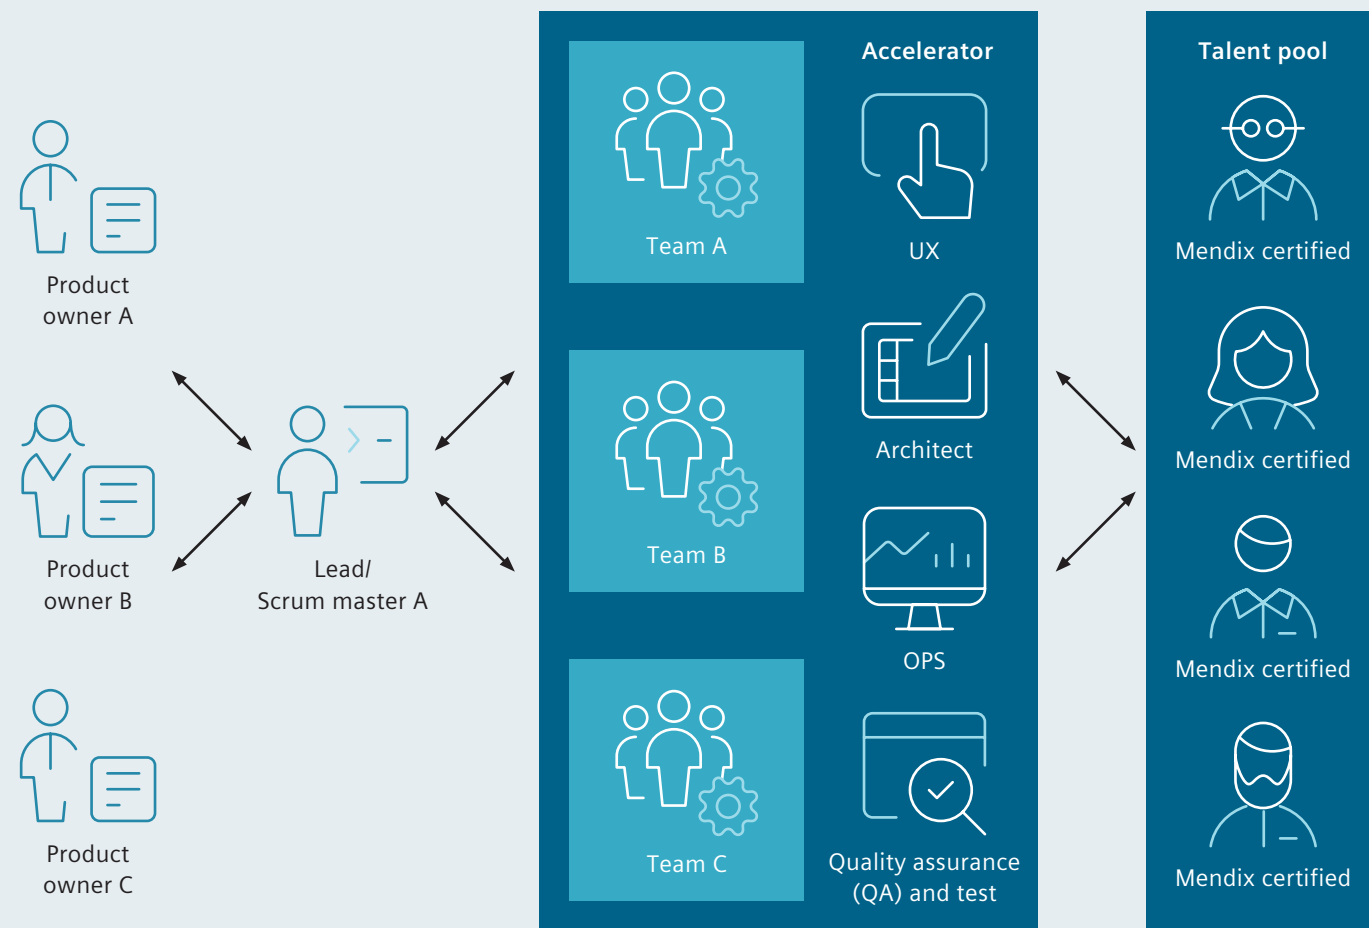 Product
owner A
Product
owner B
Product
owner C
Lead/
Scrum master A
Team A
Team B
Team C
Accelerator
UX
Architect
OPS
Quality assurance
(QA) and test
Talent pool
Mendix certified
Mendix certified
Mendix certified
Mendix certified